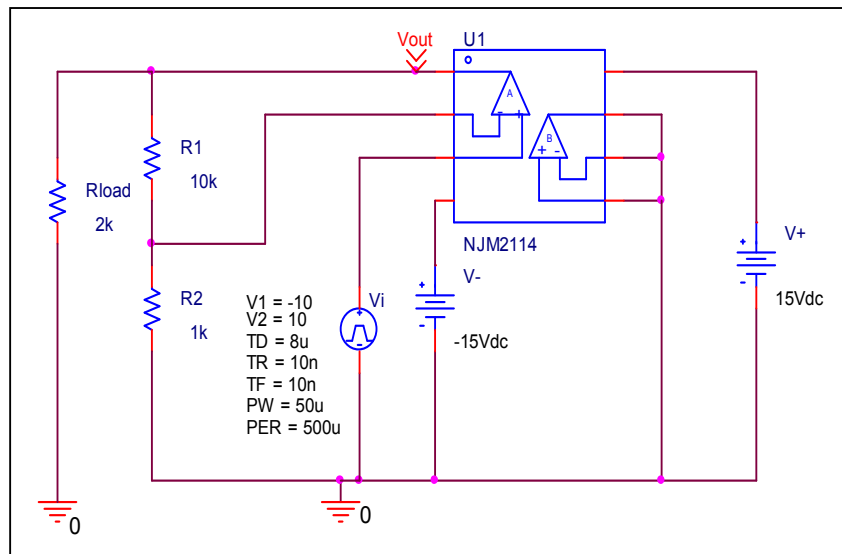 Vout
U1
A
B
- +
+ -
R1
10k
Rload
2k
NJM2114
R2
1k
V1 = -10
V2 = 10
TD = 8u
TR = 10n
TF = 10n
PW = 50u
PER = 500u
+
Vi
-
V-
+
-
-15Vdc
V+
+
-
15Vdc
0
0